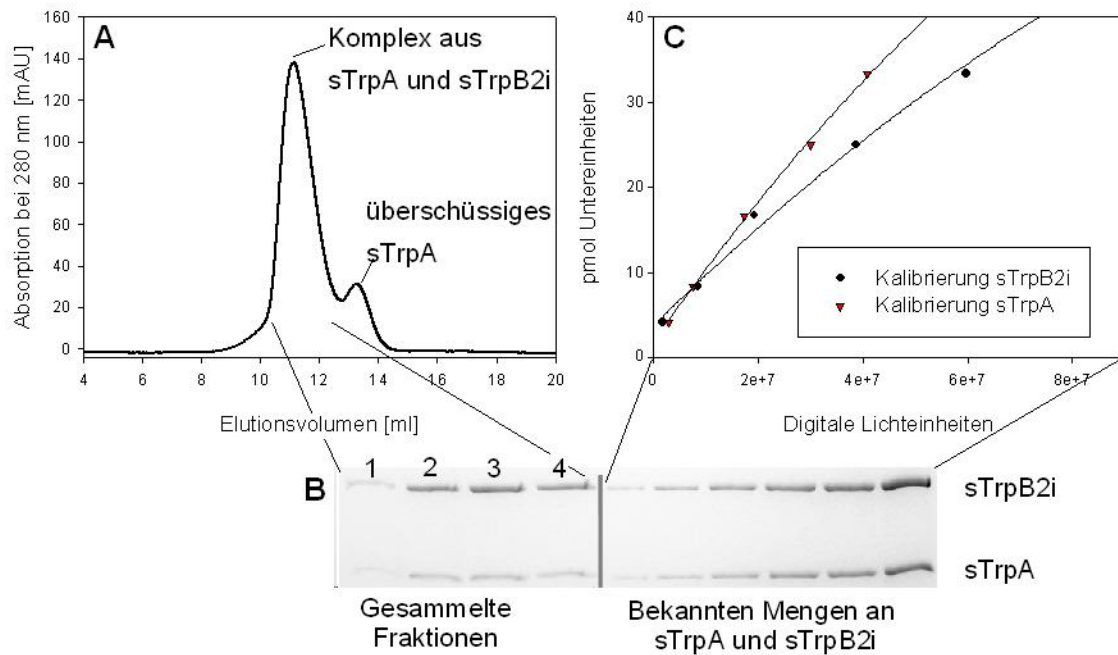 A
Komplex aus
sTrpA und sTrpB2i
überschüssiges
sTrpA
Absorption bei 280 nm [mAU]
160
140
120
100
80
60
40
20
0
4 6 8 10 12 14 16 18 20
Elutionsvolumen [ml]
C
pmol Untereinheiten
40
30
20
10
0
Kalibrierung sTrpB2i
Kalibrierung sTrpA
0 2e+7 4e+7 6e+7 8e+7
Digitale Lichteinheiten
B
1 2 3 4
sTrpB2i
sTrpA
Gesammelte
Fraktionen
Bekannten Mengen an
sTrpA und sTrpB2i